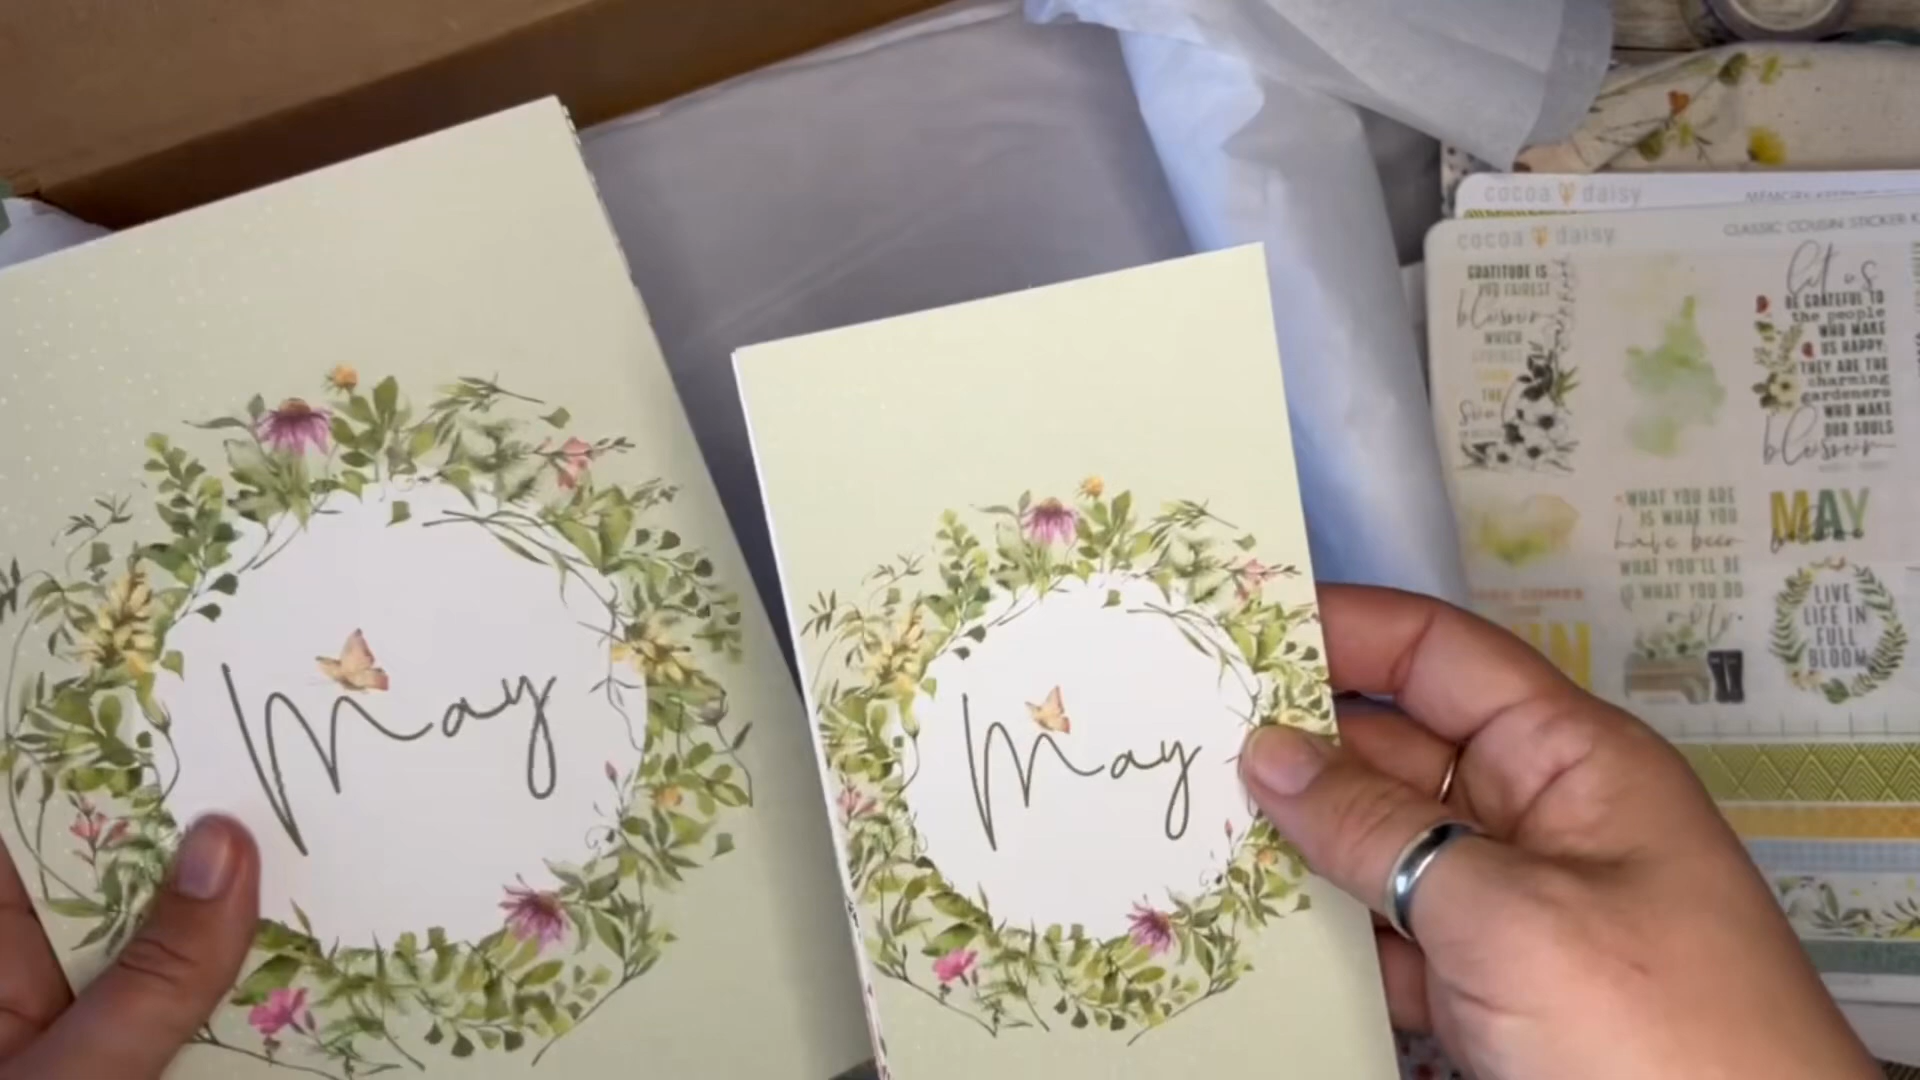 May
May
cocoa daisy
cocoa daisy
CLASSIC COUSIN STICKER K
GRATITUDE IS
THE FAIREST
blossom
WHICH
SPRINGS
THE
let us
BE GRATEFUL TO
the people
WHO MAKE
US HAPPY;
THEY ARE THE
charming
gardeners
WHO MAKE
OUR SOULS
blossom
WHAT YOU ARE
IS WHAT YOU
have been
WHAT YOU'LL BE
IS WHAT YOU DO
MAY
LIVE
LIFE IN
FULL
BLOOM